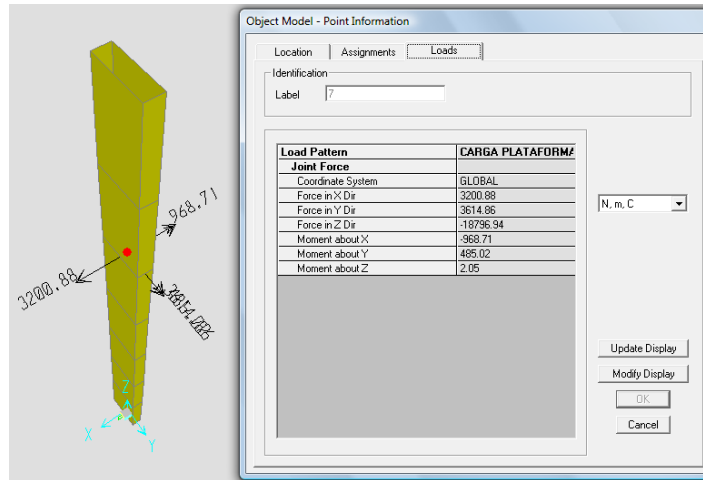 Object Model - Point Information
Location Assignments Loads
Identification
Label 7
Load Pattern CARGA PLATAFORMA
Joint Force
Coordinate System GLOBAL
Force in X Dir 3200.88
Force in Y Dir 3614.86
Force in Z Dir -18796.94
Moment about X -968.71
Moment about Y 485.02
Moment about Z 2.05
N, m, C
Update Display
Modify Display
OK
Cancel
968.71
3200.88
Z
X
Y